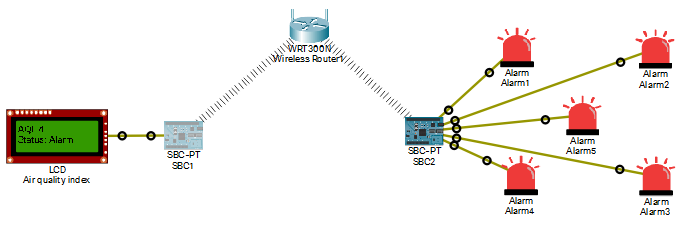 WRT300N
Wireless Router1
Alarm
Alarm1
Alarm
Alarm2
AQI 4
Status: Alarm
LCD
Air quality index
SBC-PT
SBC1
SBC-PT
SBC2
Alarm
Alarm5
Alarm
Alarm4
Alarm
Alarm3